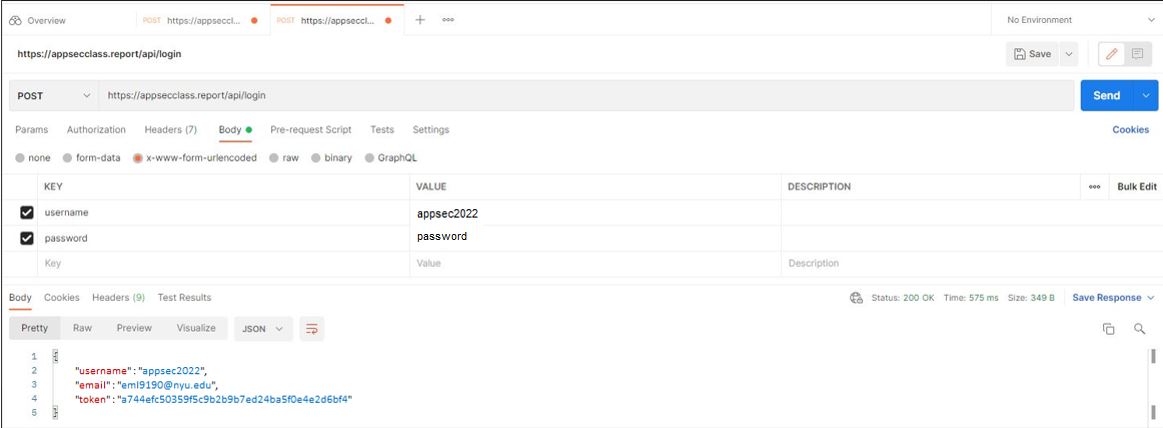 Overview POST https://appseccl... POST https://appseccl... + ooo No Environment
https://appsecclass.report/api/login Save
POST https://appsecclass.report/api/login Send
Params Authorization Headers (7) Body Pre-request Script Tests Settings Cookies
none form-data x-www-form-urlencoded raw binary GraphQL
KEY VALUE DESCRIPTION ooo Bulk Edit
username appsec2022
password password
Key Value Description
Body Cookies Headers (9) Test Results Status: 200 OK Time: 575 ms Size: 349 B Save Response
Pretty Raw Preview Visualize JSON
1 {
2 "username":"appsec2022",
3 "email":"eml9190@nyu.edu",
4 "token":"a744efc50359f5c9b2b9b7ed24ba5f0e4e2d6bf4"
5 }